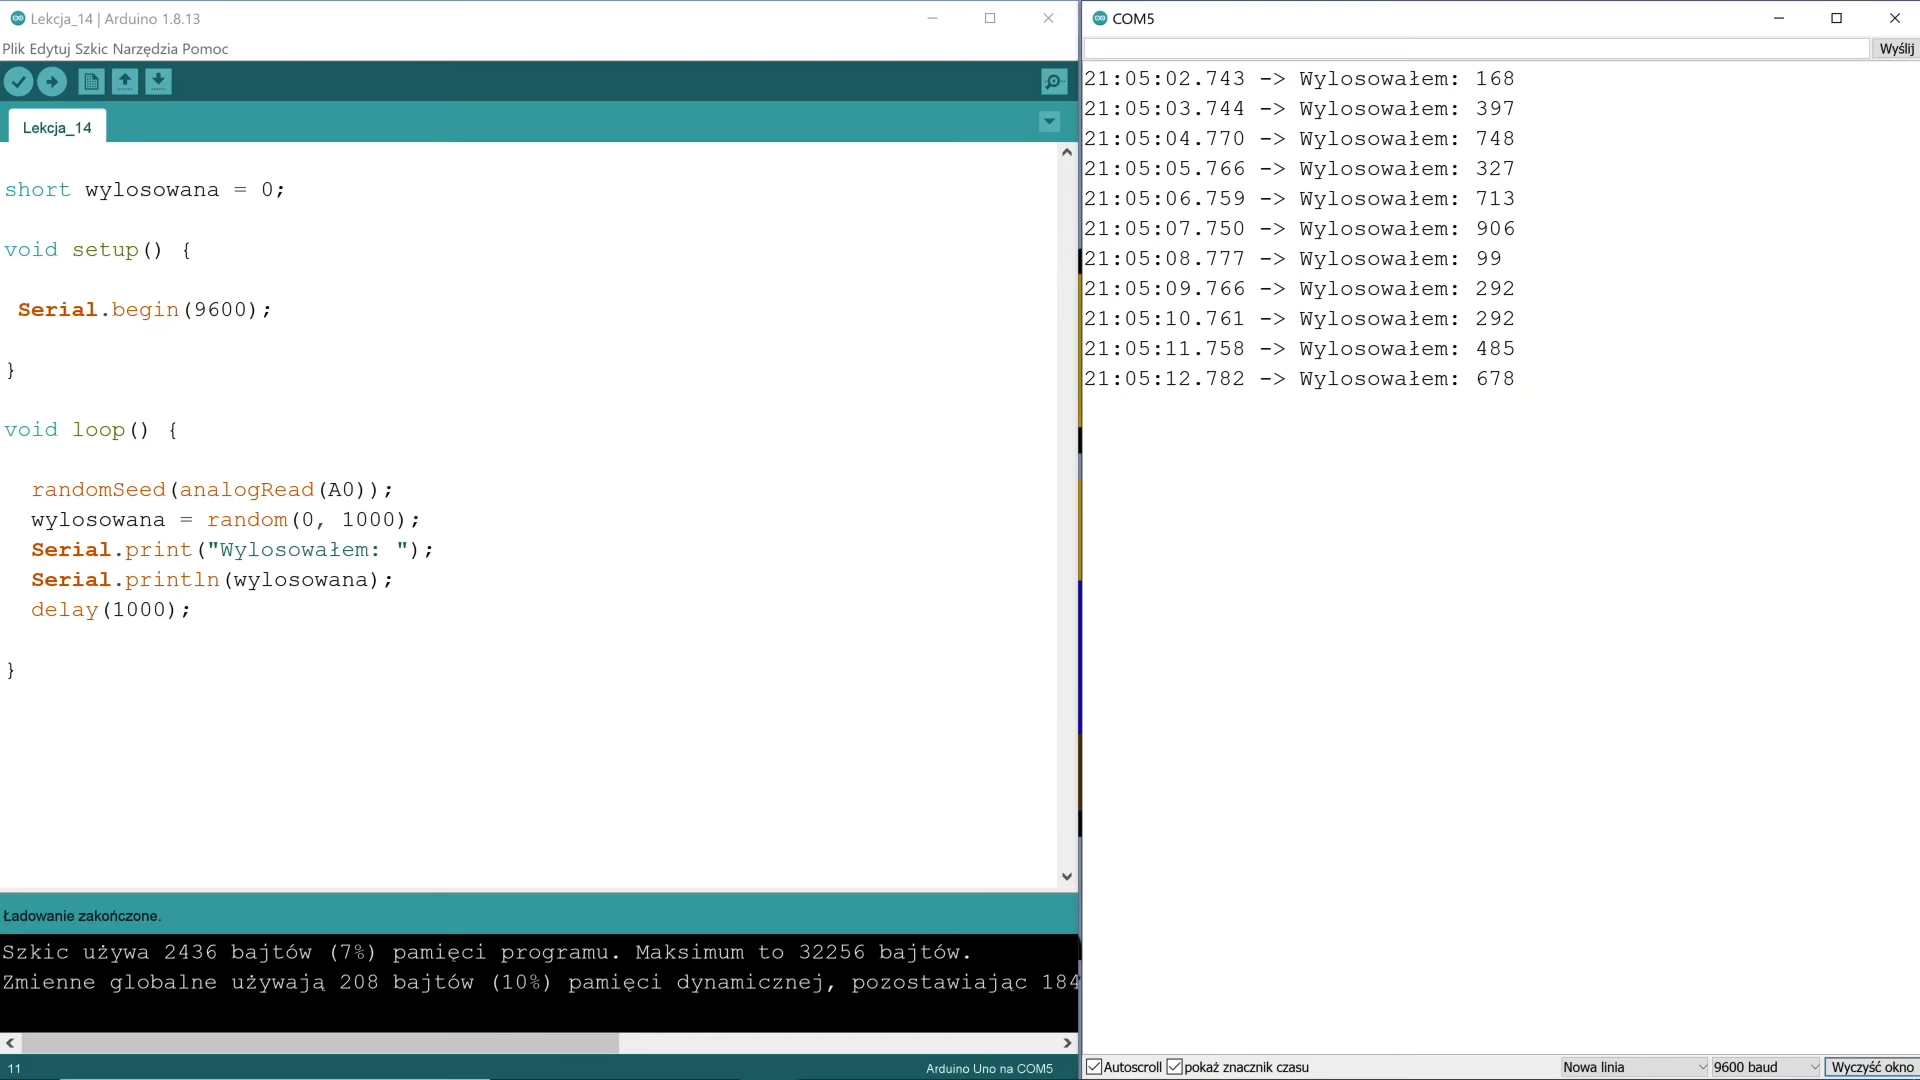 Lekcja_14 | Arduino 1.8.13
Plik Edytuj Szkic Narzędzia Pomoc
Lekcja_14
short wylosowana = 0;
void setup() {
Serial.begin(9600);
}
void loop() {
randomSeed(analogRead(A0));
wylosowana = random(0, 1000);
Serial.print("Wylosowałem: ");
Serial.println(wylosowana);
delay(1000);
}
Ładowanie zakończone.
Szkic używa 2436 bajtów (7%) pamięci programu. Maksimum to 32256 bajtów.
Zmienne globalne używają 208 bajtów (10%) pamięci dynamicznej, pozostawiając 184
11
Arduino Uno na COM5
COM5
Wyślij
21:05:02.743 -> Wylosowałem: 168
21:05:03.744 -> Wylosowałem: 397
21:05:04.770 -> Wylosowałem: 748
21:05:05.766 -> Wylosowałem: 327
21:05:06.759 -> Wylosowałem: 713
21:05:07.750 -> Wylosowałem: 906
21:05:08.777 -> Wylosowałem: 99
21:05:09.766 -> Wylosowałem: 292
21:05:10.761 -> Wylosowałem: 292
21:05:11.758 -> Wylosowałem: 485
21:05:12.782 -> Wylosowałem: 678
Autoscroll pokaż znacznik czasu
Nowa linia
9600 baud
Wyczyść okno